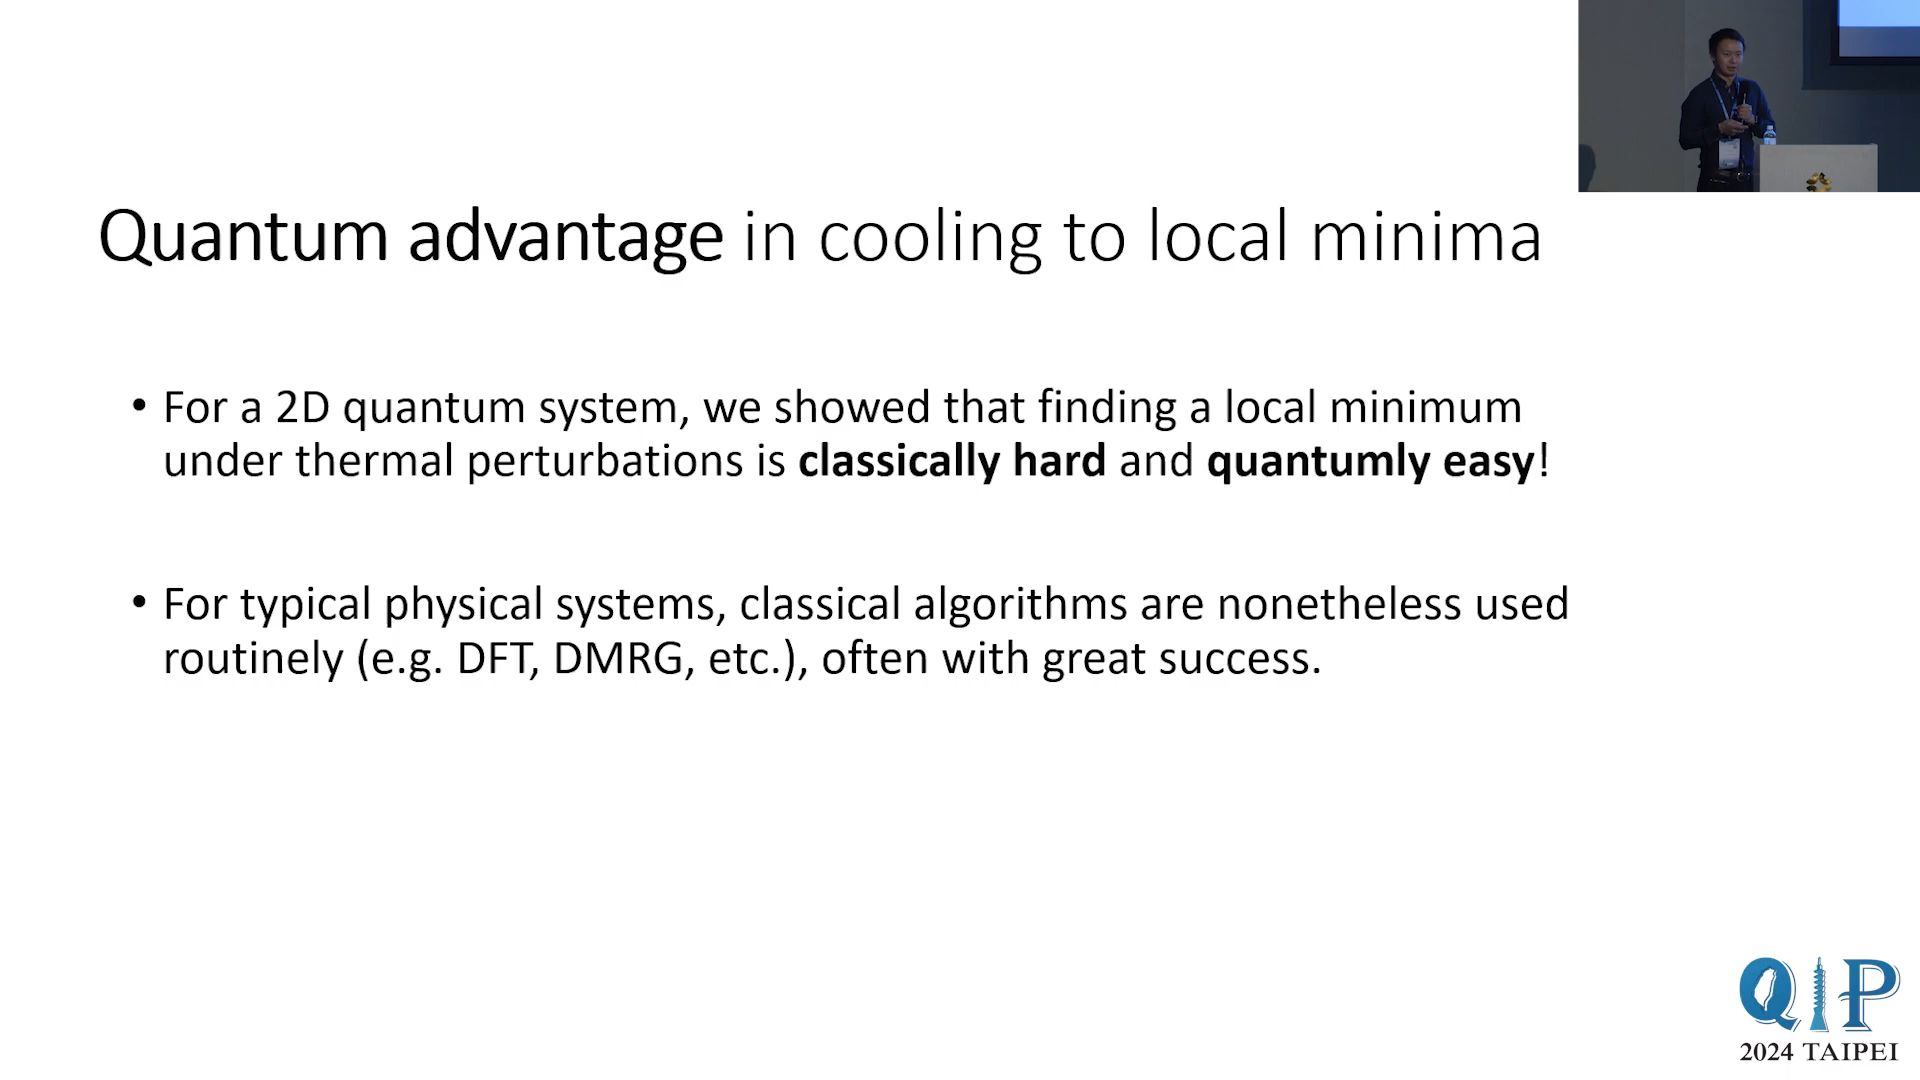 Quantum advantage in cooling to local minima
• For a 2D quantum system, we showed that finding a local minimum
under thermal perturbations is classically hard and quantumly easy!
• For typical physical systems, classical algorithms are nonetheless used
routinely (e.g. DFT, DMRG, etc.), often with great success.
QIP
2024 TAIPEI